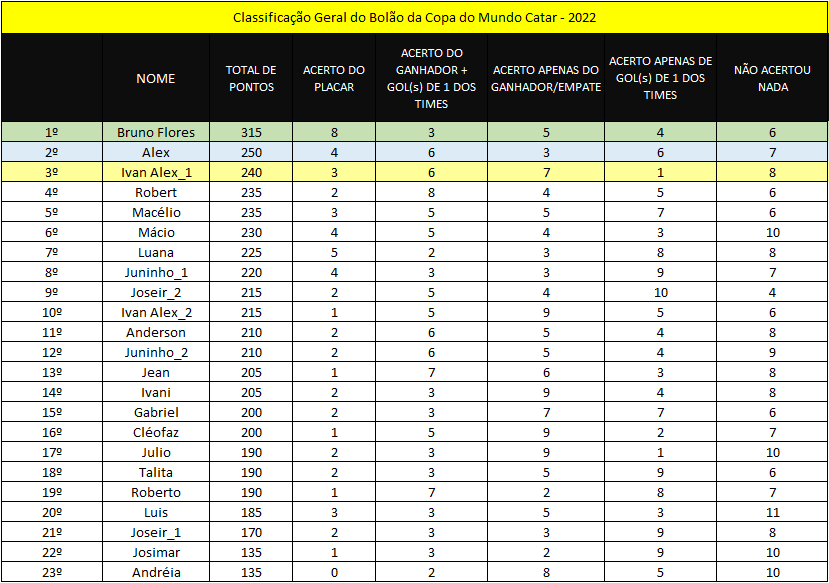 Classificação Geral do Bolão da Copa do Mundo Catar - 2022
NOME TOTAL DE PONTOS ACERTO DO PLACAR ACERTO DO GANHADOR + GOL(s) DE 1 DOS TIMES ACERTO APENAS DO GANHADOR/EMPATE ACERTO APENAS DE GOL(s) DE 1 DOS TIMES NÃO ACERTOU NADA
1º Bruno Flores 315 8 3 5 4 6
2º Alex 250 4 6 3 6 7
3º Ivan Alex_1 240 3 6 7 1 8
4º Robert 235 2 8 4 5 6
5º Macélio 235 3 5 5 7 6
6º Mácio 230 4 5 4 3 10
7º Luana 225 5 2 3 8 8
8º Juninho_1 220 4 3 3 9 7
9º Joseir_2 215 2 5 4 10 4
10º Ivan Alex_2 215 1 5 9 5 6
11º Anderson 210 2 6 5 4 8
12º Juninho_2 210 2 6 5 4 9
13º Jean 205 1 7 6 3 8
14º Ivani 205 2 3 9 4 8
15º Gabriel 200 2 3 7 7 6
16º Cléofaz 200 1 5 9 2 7
17º Julio 190 2 3 9 1 10
18º Talita 190 2 3 5 9 6
19º Roberto 190 1 7 2 8 7
20º Luis 185 3 3 5 3 11
21º Joseir_1 170 2 3 3 9 8
22º Josimar 135 1 3 2 9 10
23º Andréia 135 0 2 8 5 10